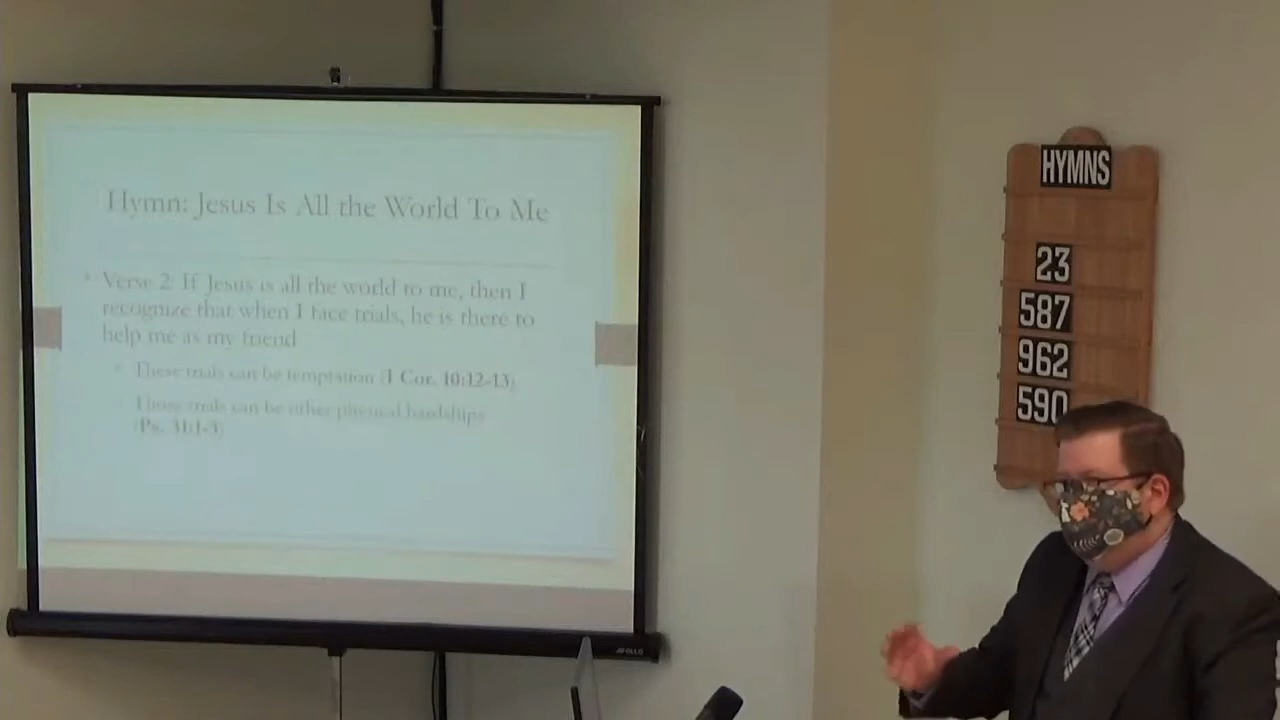 Hymn: Jesus Is All the World To Me
Verse 2: If Jesus is all the world to me, then I
recognize that when I face trials, he is there to
help me as my friend
These trials can be temptation (1 Cor. 10:12-13)
These trials can be other physical hardships
(Ps. 31:1-3)
APOLLO
HYMNS
23
587
962
590